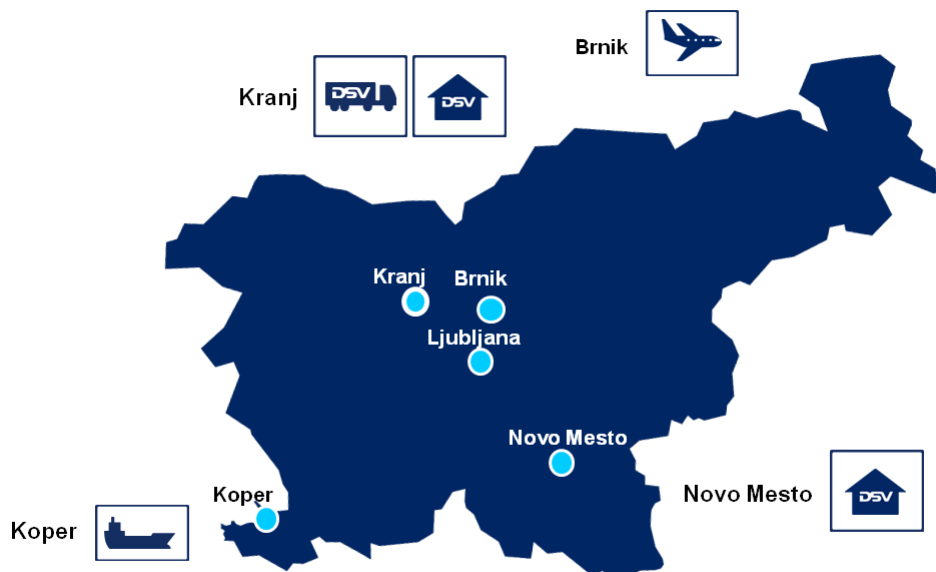 Brnik
Kranj
DSV
DSV
Kranj
Brnik
Ljubljana
Novo Mesto
Novo Mesto
DSV
Koper
Koper